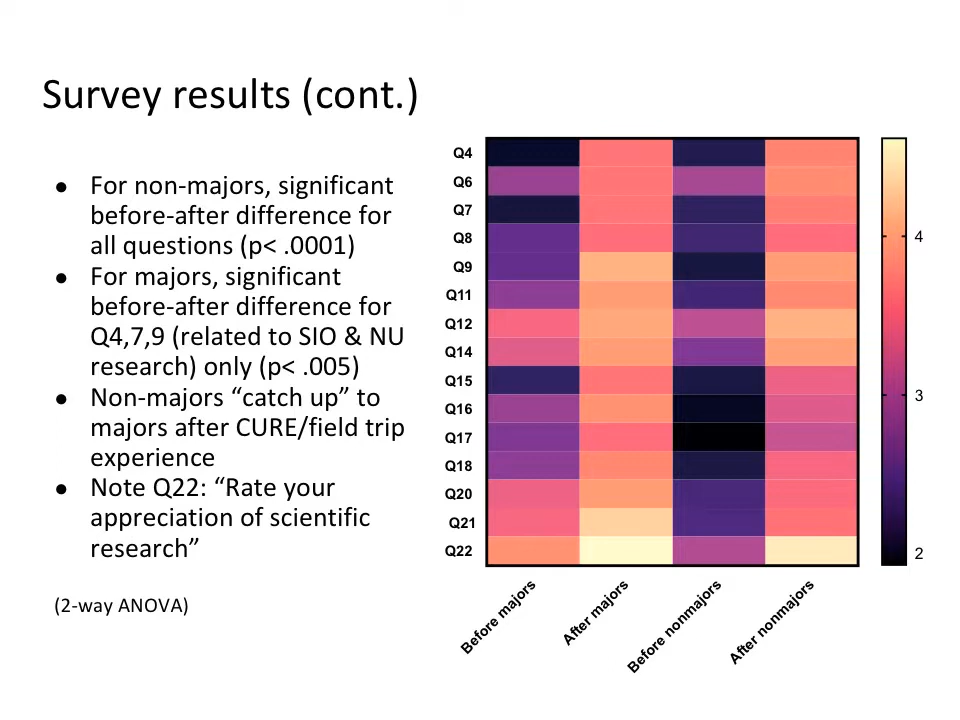 Survey results (cont.)
● For non-majors, significant
before-after difference for
all questions (p< .0001)
● For majors, significant
before-after difference for
Q4,7,9 (related to SIO & NU
research) only (p< .005)
● Non-majors “catch up” to
majors after CURE/field trip
experience
● Note Q22: “Rate your
appreciation of scientific
research”
(2-way ANOVA)
Q4
Q6
Q7
Q8
Q9
Q11
Q12
Q14
Q15
Q16
Q17
Q18
Q20
Q21
Q22
Before majors
After majors
Before nonmajors
After nonmajors
4
3
2